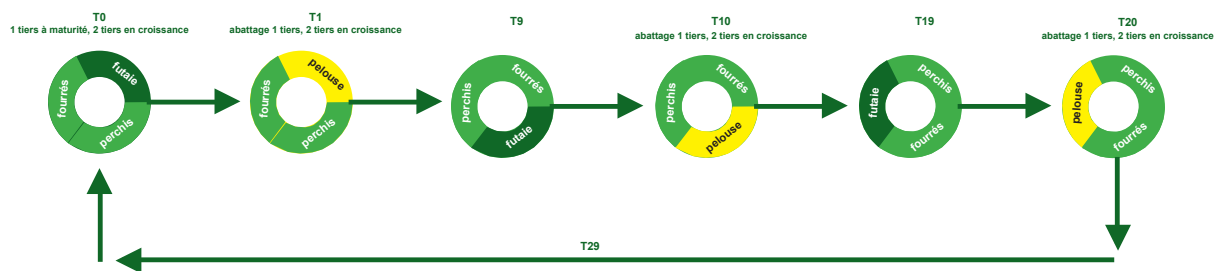 T0
1 tiers à maturité, 2 tiers en croissance
fourrés
futaie
perchis
T1
abattage 1 tiers, 2 tiers en croissance
fourrés
pelouse
perchis
T9
perchis
fourrés
futaie
T10
abattage 1 tiers, 2 tiers en croissance
perchis
fourrés
pelouse
T19
futaie
perchis
fourrés
T20
abattage 1 tiers, 2 tiers en croissance
pelouse
perchis
fourrés
T29